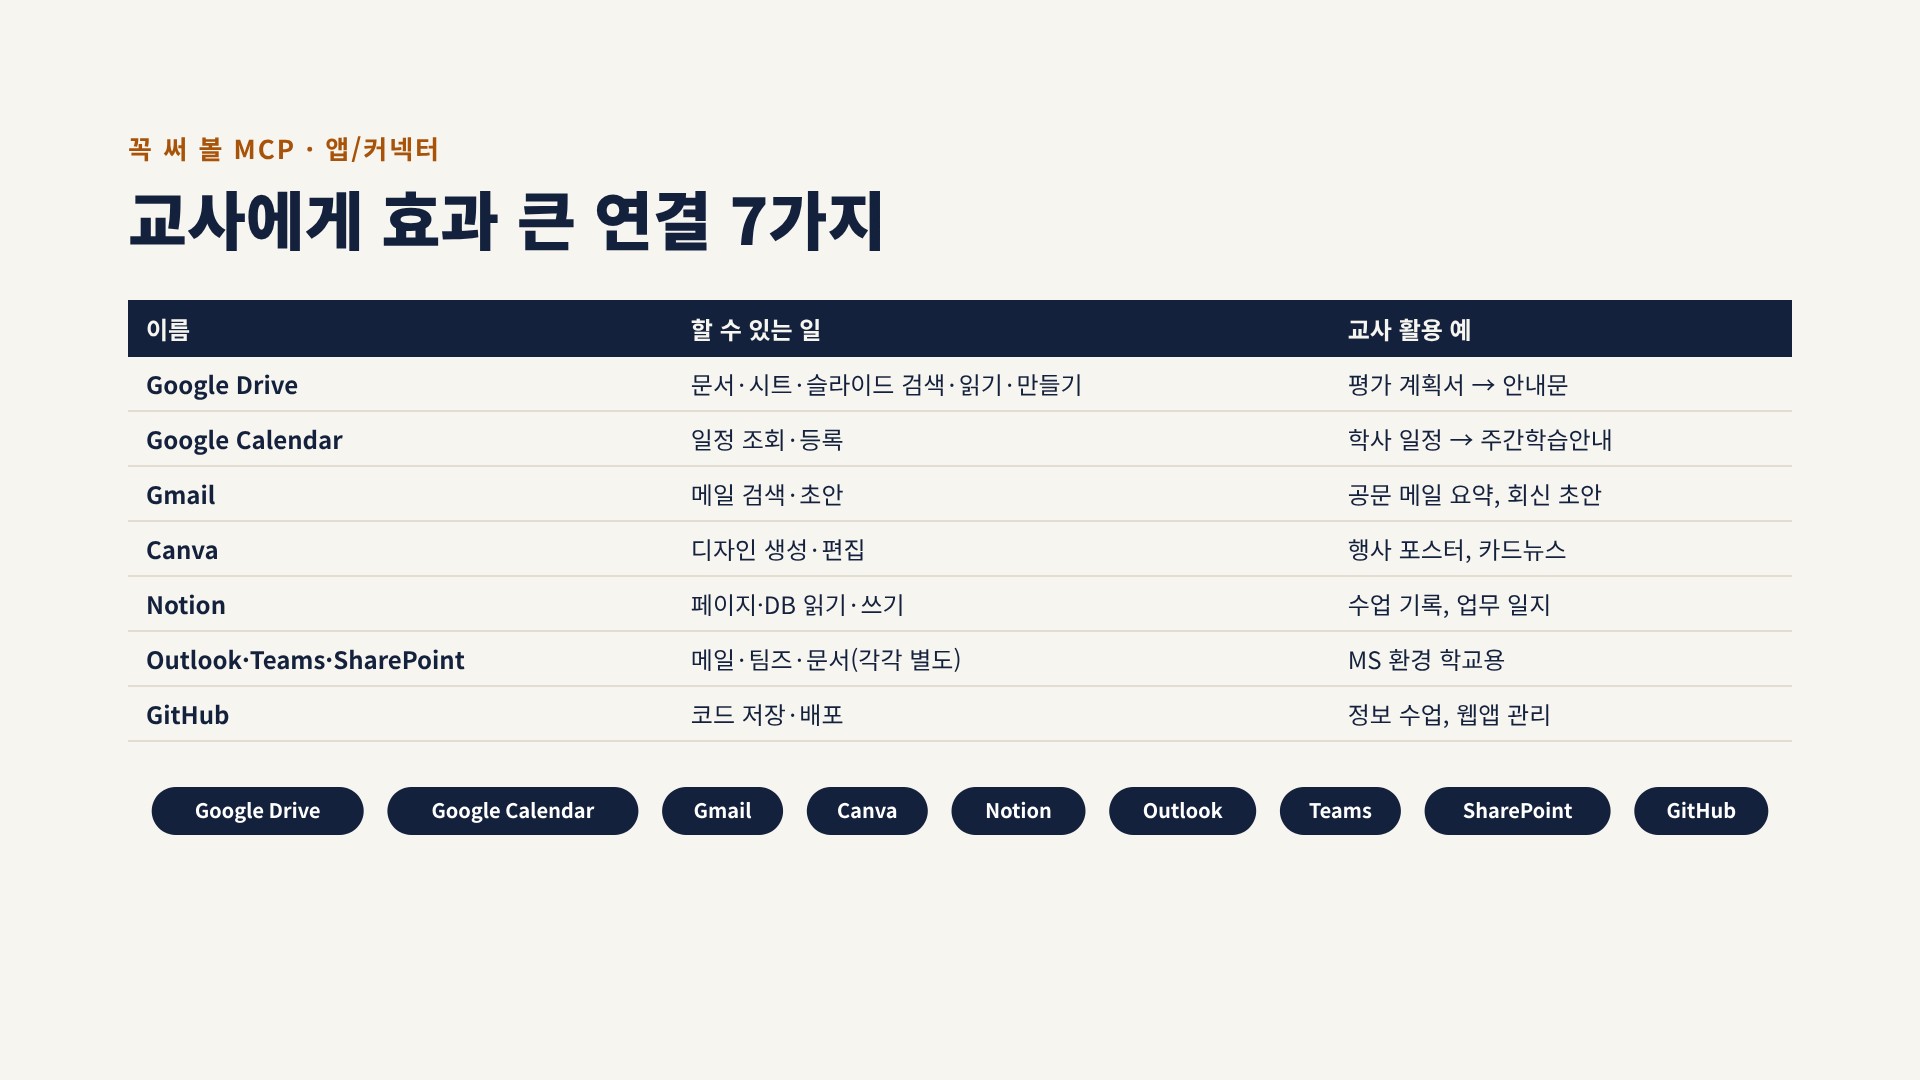 꼭 써 볼 MCP · 앱/커넥터
교사에게 효과 큰 연결 7가지
이름 할 수 있는 일 교사 활용 예
Google Drive 문서·시트·슬라이드 검색·읽기·만들기 평가 계획서 → 안내문
Google Calendar 일정 조회·등록 학사 일정 → 주간학습안내
Gmail 메일 검색·초안 공문 메일 요약, 회신 초안
Canva 디자인 생성·편집 행사 포스터, 카드뉴스
Notion 페이지·DB 읽기·쓰기 수업 기록, 업무 일지
Outlook·Teams·SharePoint 메일·팀즈·문서(각각 별도) MS 환경 학교용
GitHub 코드 저장·배포 정보 수업, 웹앱 관리
Google Drive Google Calendar Gmail Canva Notion Outlook Teams SharePoint GitHub